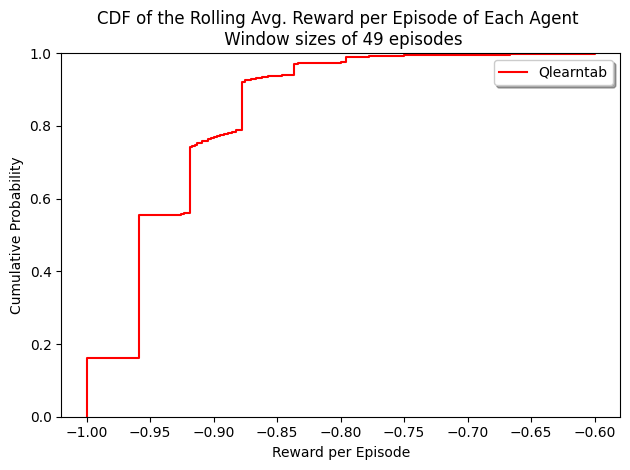 CDF of the Rolling Avg. Reward per Episode of Each Agent
Window sizes of 49 episodes
Qlearntab
Cumulative Probability
1.0
0.8
0.6
0.4
0.2
0.0
−1.00 −0.95 −0.90 −0.85 −0.80 −0.75 −0.70 −0.65 −0.60
Reward per Episode